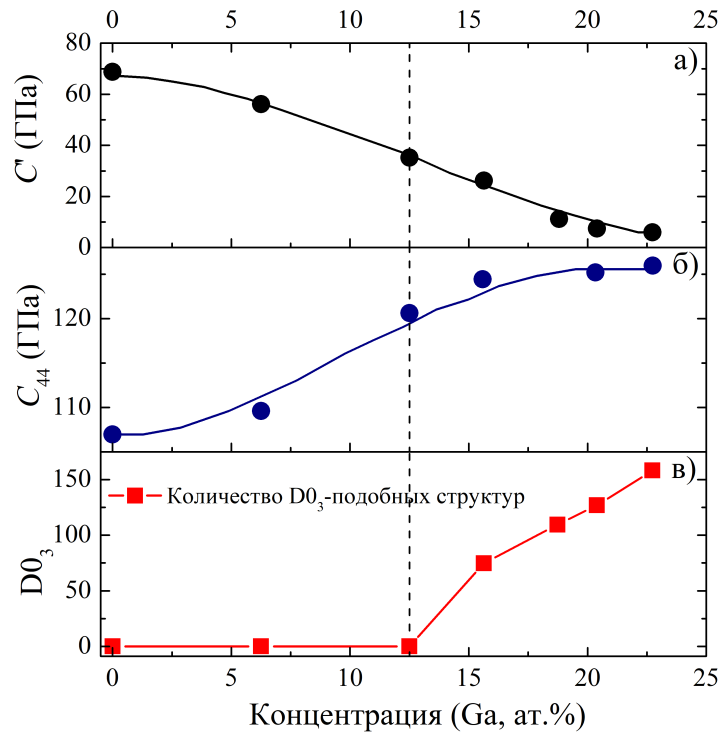 0 5 10 15 20 25
80
а)
60
40
20
0
C' (ГПа)
б)
120
110
C44 (ГПа)
в)
150
100
50
0
D03
Количество D03-подобных структур
0 5 10 15 20 25
Концентрация (Ga, ат.%)